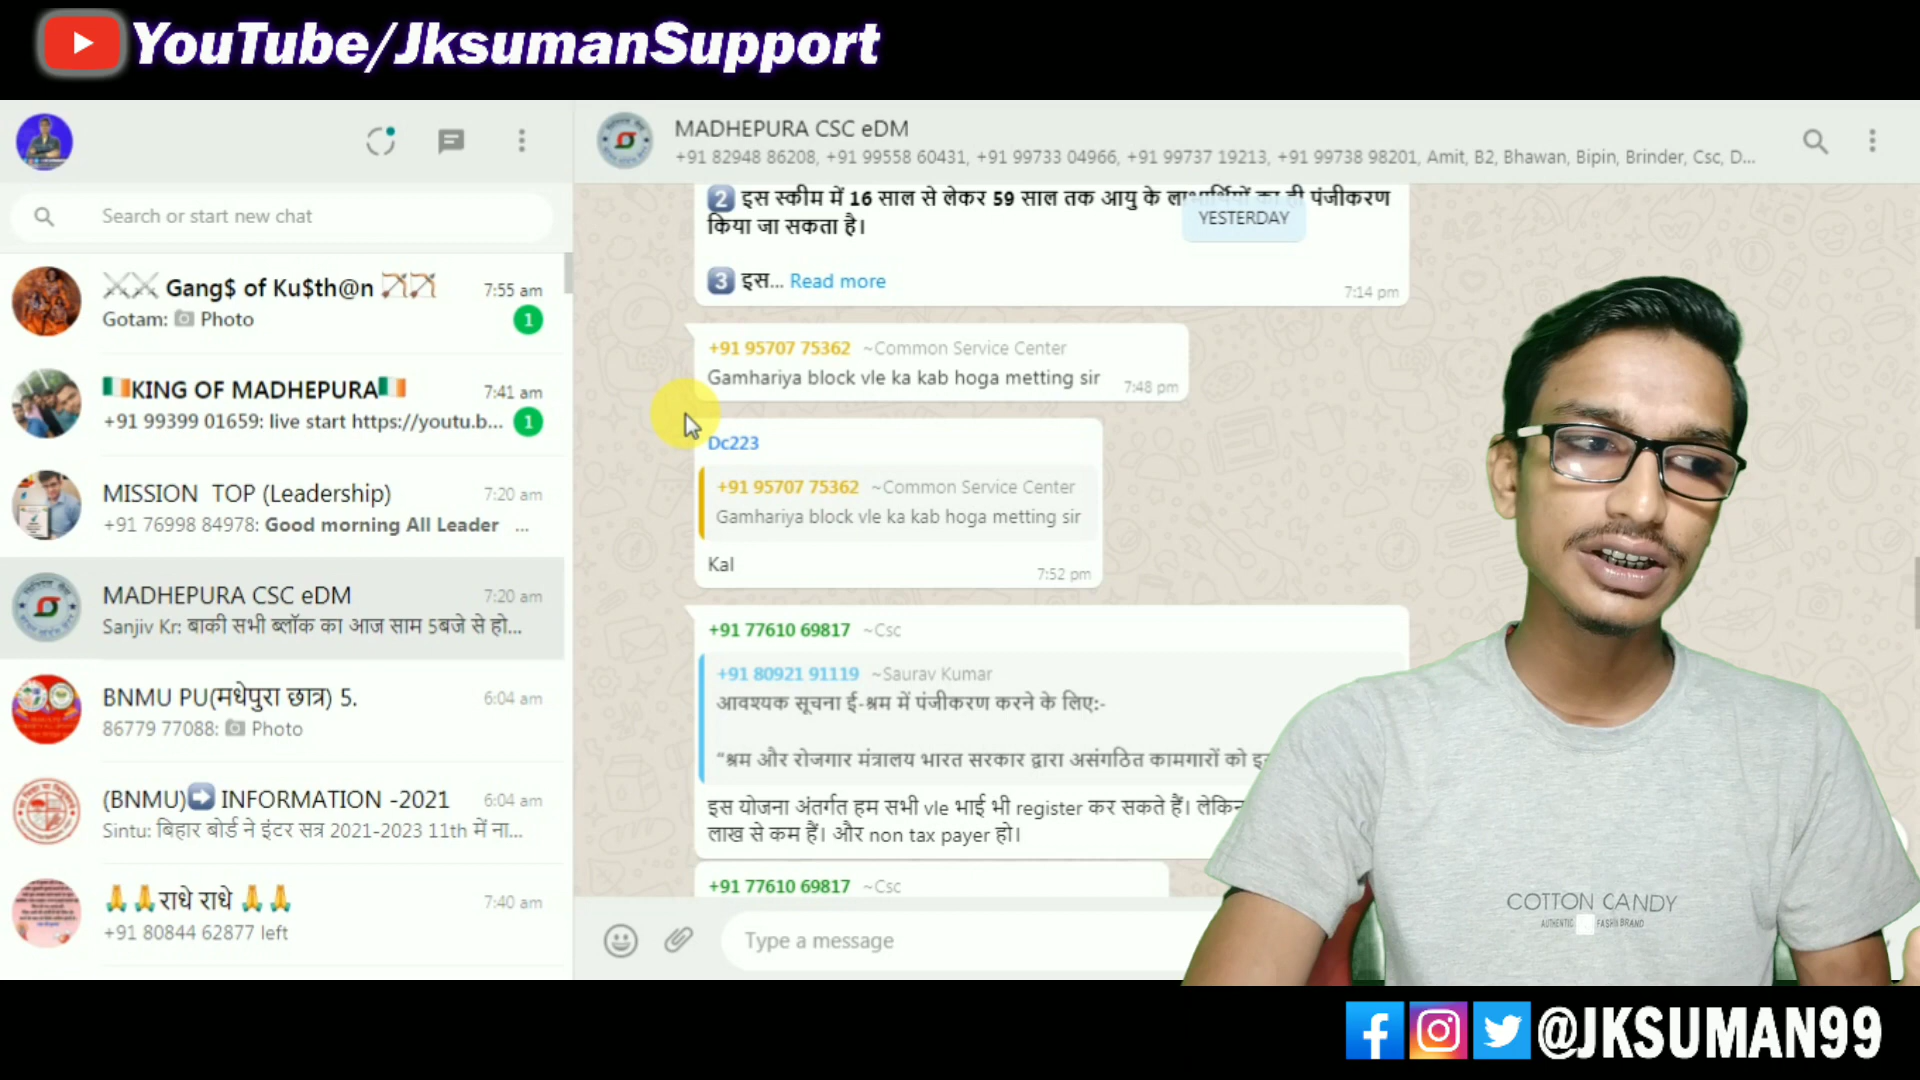 YouTube/JksumanSupport
Search or start new chat
Gang$ of Ku$th@n
7:55 am
Gotam: Photo
1
KING OF MADHEPURA
7:41 am
+91 99399 01659: live start https://youtu.b...
1
MISSION TOP (Leadership)
7:20 am
+91 76998 84978: Good morning All Leader ...
MADHEPURA CSC eDM
7:20 am
Sanjiv Kr: बाकी सभी ब्लॉक का आज साम 5बजे से हो...
BNMU PU(मधेपुरा छात्र) 5.
6:04 am
86779 77088: Photo
(BNMU)➡ INFORMATION -2021
6:04 am
Sintu: बिहार बोर्ड ने इंटर सत्र 2021-2023 11th में ना...
🙏🙏राधे राधे 🙏🙏
7:40 am
+91 80844 62877 left
MADHEPURA CSC eDM
+91 82948 86208, +91 99558 60431, +91 99733 04966, +91 99737 19213, +91 99738 98201, Amit, B2, Bhawan, Bipin, Brinder, Csc, D...
2 इस स्कीम में 16 साल से लेकर 59 साल तक आयु के लाभार्थियों का ही पंजीकरण
किया जा सकता है।
YESTERDAY
3 इस... Read more
7:14 pm
+91 95707 75362 ~Common Service Center
Gamhariya block vle ka kab hoga metting sir
7:48 pm
Dc223
+91 95707 75362 ~Common Service Center
Gamhariya block vle ka kab hoga metting sir
Kal
7:52 pm
+91 77610 69817 ~Csc
+91 80921 91119 ~Saurav Kumar
आवश्यक सूचना ई-श्रम में पंजीकरण करने के लिए:-
“श्रम और रोजगार मंत्रालय भारत सरकार द्वारा असंगठित कामगारों को
इस योजना अंतर्गत हम सभी vle भाई भी register कर सकते हैं। लेकिन
लाख से कम हैं। और non tax payer हो।
+91 77610 69817 ~Csc
Type a message
COTTON CANDY
AUTHENTIC FASHI BRAND
@JKSUMAN99